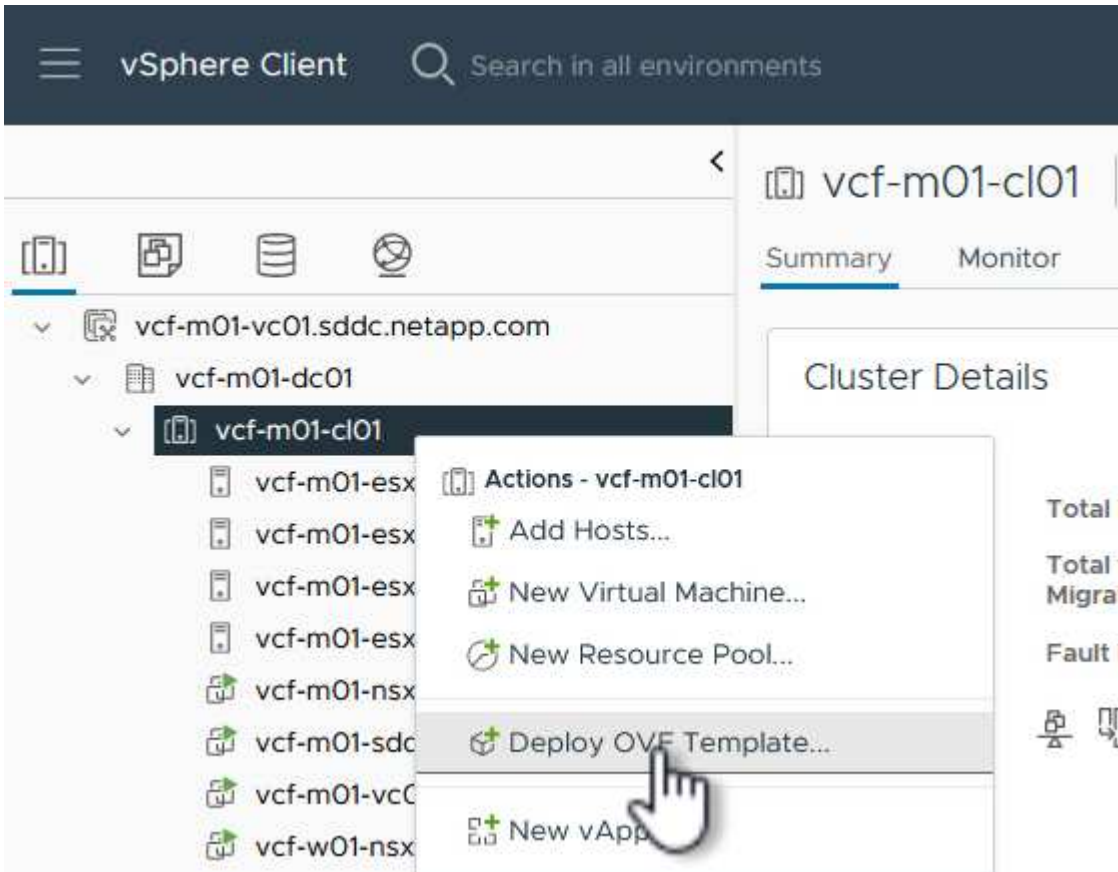 vSphere Client
Search in all environments
vcf-m01-cl01
Summary Monitor
vcf-m01-vc01.sddc.netapp.com
vcf-m01-dc01
Cluster Details
vcf-m01-cl01
vcf-m01-esx
Actions - vcf-m01-cl01
Total
Add Hosts...
vcf-m01-esx
Total
vcf-m01-esx
New Virtual Machine...
Migra
vcf-m01-esx
New Resource Pool...
Fault
vcf-m01-nsx
vcf-m01-sdd
Deploy OVF Template...
vcf-m01-vc0
New vApp
vcf-w01-nsx